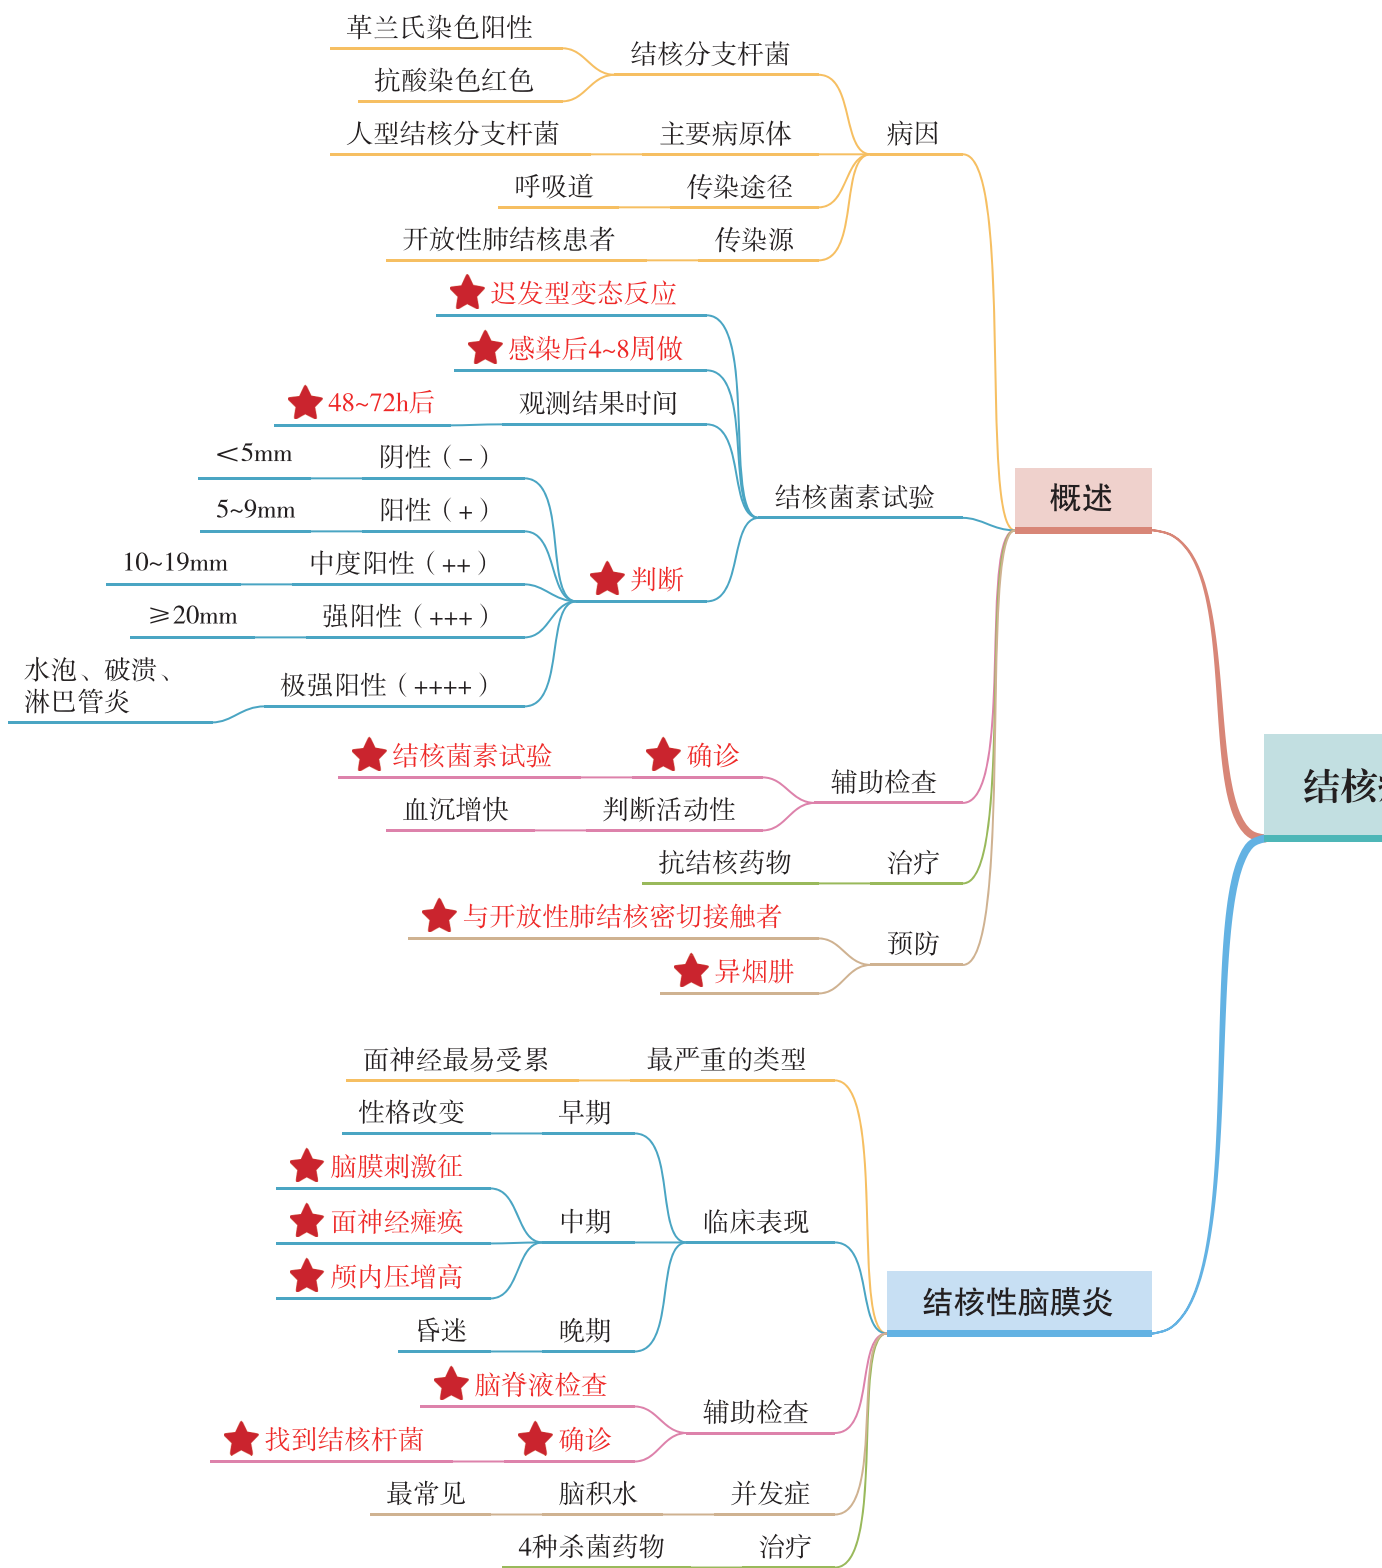 革兰氏染色阳性
结核分支杆菌
抗酸染色红色
人型结核分支杆菌
主要病原体
病因
呼吸道
传染途径
开放性肺结核患者
传染源
迟发型变态反应
感染后4~8周做
48~72h后
观测结果时间
<5mm
阴性（-）
5~9mm
阳性（+）
结核菌素试验
概述
10~19mm
中度阳性（++）
判断
≥20mm
强阳性（+++）
水泡、破溃、
淋巴管炎
极强阳性（++++）
结核菌素试验
确诊
辅助检查
血沉增快
判断活动性
结核
抗结核药物
治疗
与开放性肺结核密切接触者
预防
异烟肼
面神经最易受累
最严重的类型
性格改变
早期
脑膜刺激征
面神经瘫痪
中期
临床表现
颅内压增高
结核性脑膜炎
昏迷
晚期
脑脊液检查
辅助检查
找到结核杆菌
确诊
最常见
脑积水
并发症
4种杀菌药物
治疗